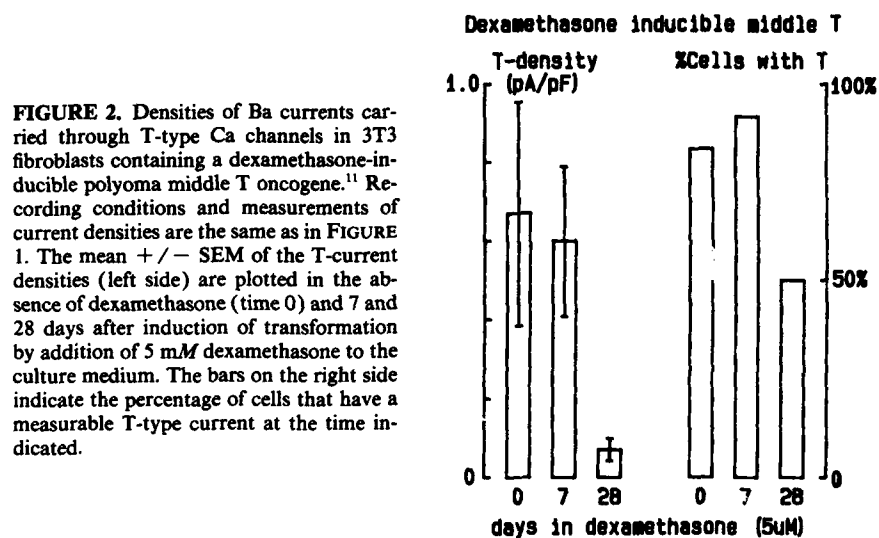 FIGURE 2. Densities of Ba currents car-
ried through T-type Ca channels in 3T3
fibroblasts containing a dexamethasone-in-
ducible polyoma middle T oncogene.11 Re-
cording conditions and measurements of
current densities are the same as in FIGURE
1. The mean +/− SEM of the T-current
densities (left side) are plotted in the ab-
sence of dexamethasone (time 0) and 7 and
28 days after induction of transformation
by addition of 5 mM dexamethasone to the
culture medium. The bars on the right side
indicate the percentage of cells that have a
measurable T-type current at the time in-
dicated.
Dexamethasone inducible middle T
T-density %Cells with T
1.0 (pA/pF) 100%
50%
0 0
0 7 28 0 7 28
days in dexamethasone (5uM)